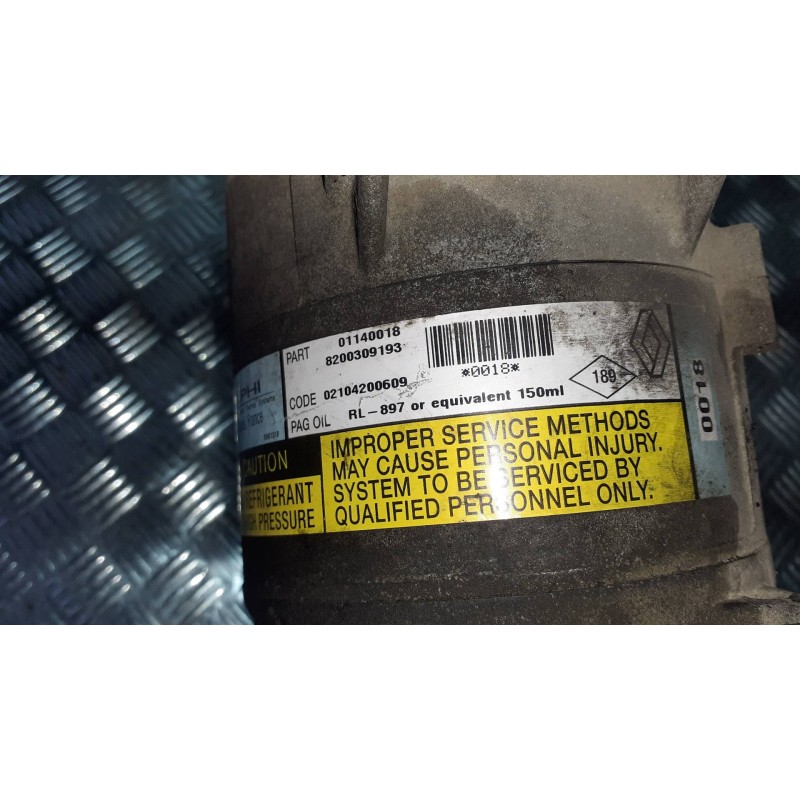 PART 01140018
8200309193
*0018*
CODE 02104200609
PAG OIL RL-897 or equivalent 150ml
189
0018
CAUTION
REFRIGERANT
PRESSURE
IMPROPER SERVICE METHODS
MAY CAUSE PERSONAL INJURY.
SYSTEM TO BE SERVICED BY
QUALIFIED PERSONNEL ONLY.